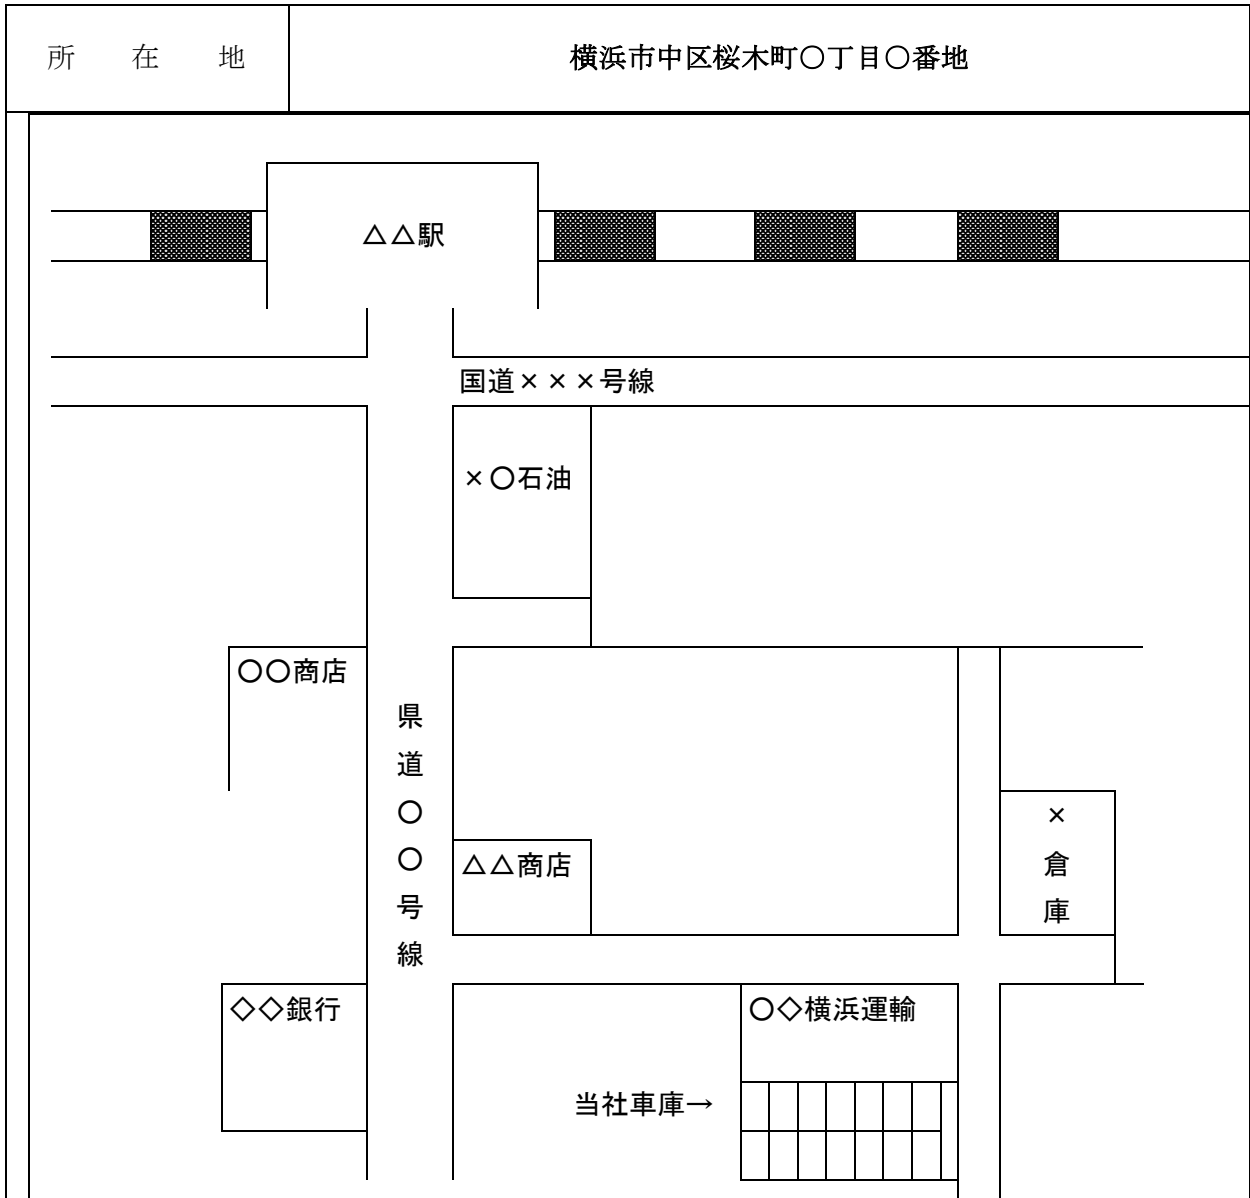 所在地
横浜市中区桜木町〇丁目〇番地
△△駅
国道×××号線
×〇石油
〇〇商店
県道〇〇号線
△△商店
×倉庫
◇◇銀行
〇◇横浜運輸
当社車庫→